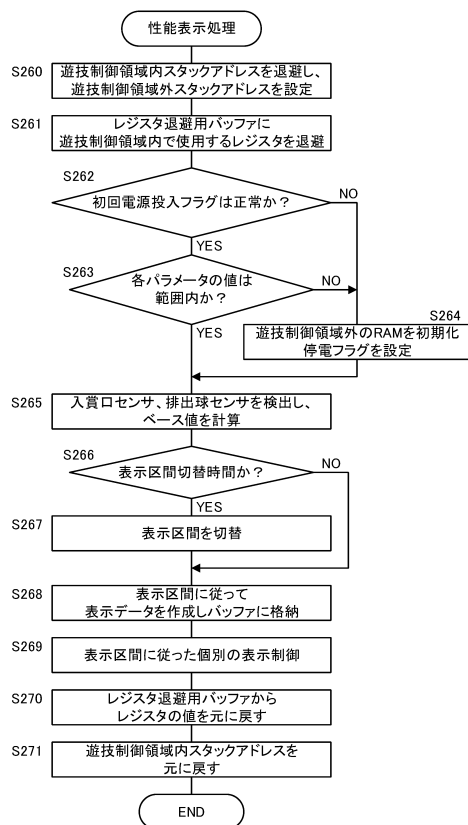 性能表示処理
S260
遊技制御領域内スタックアドレスを退避し、
遊技制御領域外スタックアドレスを設定
S261
レジスタ退避用バッファに
遊技制御領域内で使用するレジスタを退避
S262
初回電源投入フラグは正常か?
NO
YES
S263
各パラメータの値は
範囲内か?
NO
YES
S264
遊技制御領域外のRAMを初期化
停電フラグを設定
S265
入賞口センサ、排出球センサを検出し、
ベース値を計算
S266
表示区間切替時間か?
NO
YES
S267
表示区間を切替
S268
表示区間に従って
表示データを作成しバッファに格納
S269
表示区間に従った個別の表示制御
S270
レジスタ退避用バッファから
レジスタの値を元に戻す
S271
遊技制御領域内スタックアドレスを
元に戻す
END